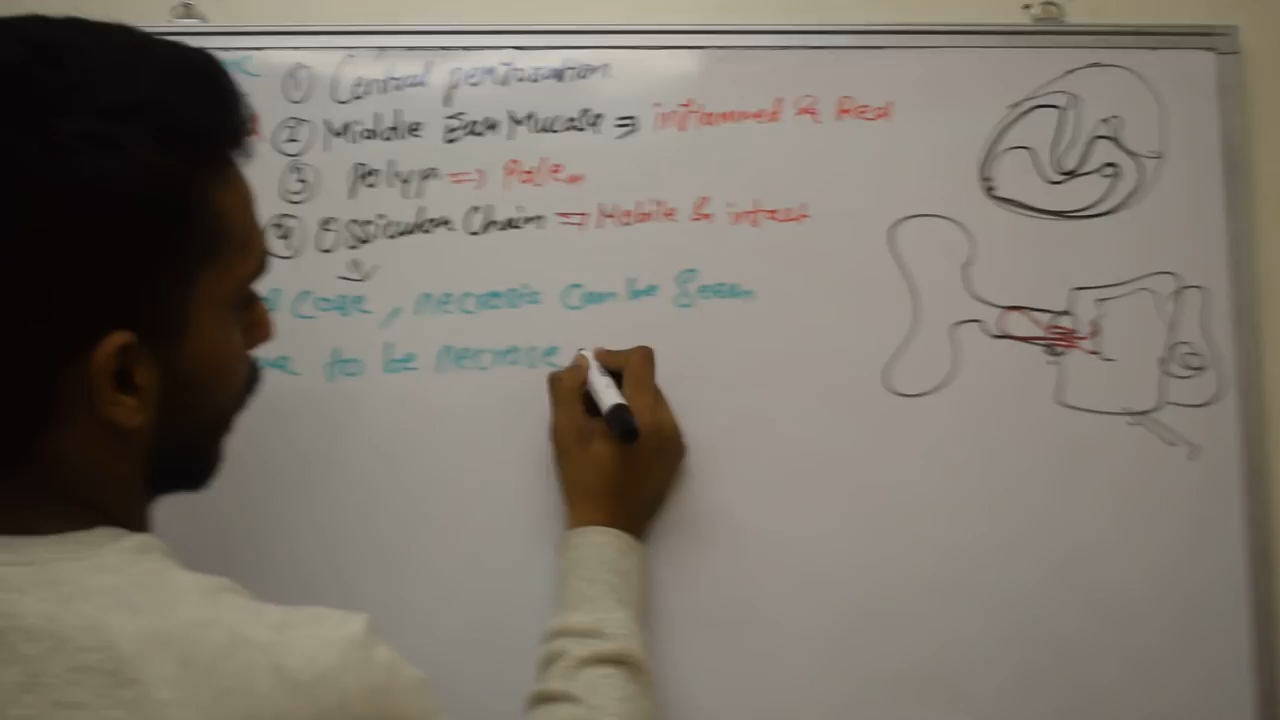 ① Central perforation
② Middle Ear Mucosa ⇒ inflammed & Red
③ Polyp ⇒ Pale
④ Ossicular Chain ⇒ Mobile & intact
case, necrosis can be Seen
to be necrose